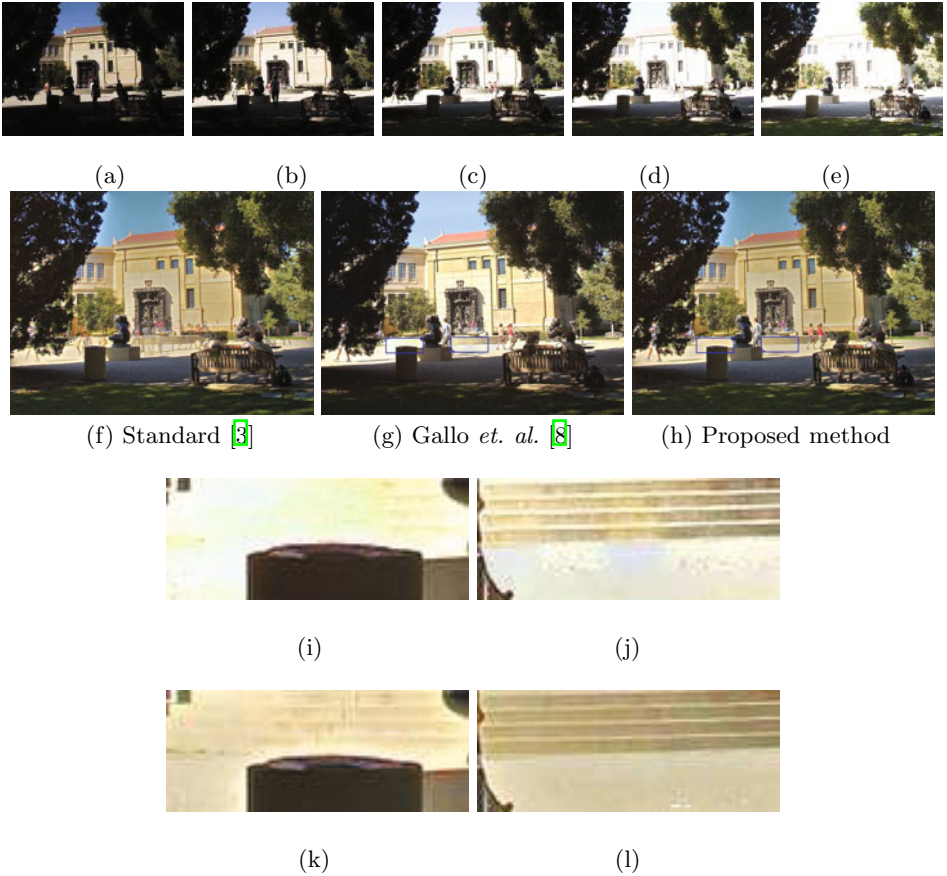 (a) (b) (c) (d) (e)
(f) Standard [3] (g) Gallo et. al. [8] (h) Proposed method
(i) (j)
(k) (l)